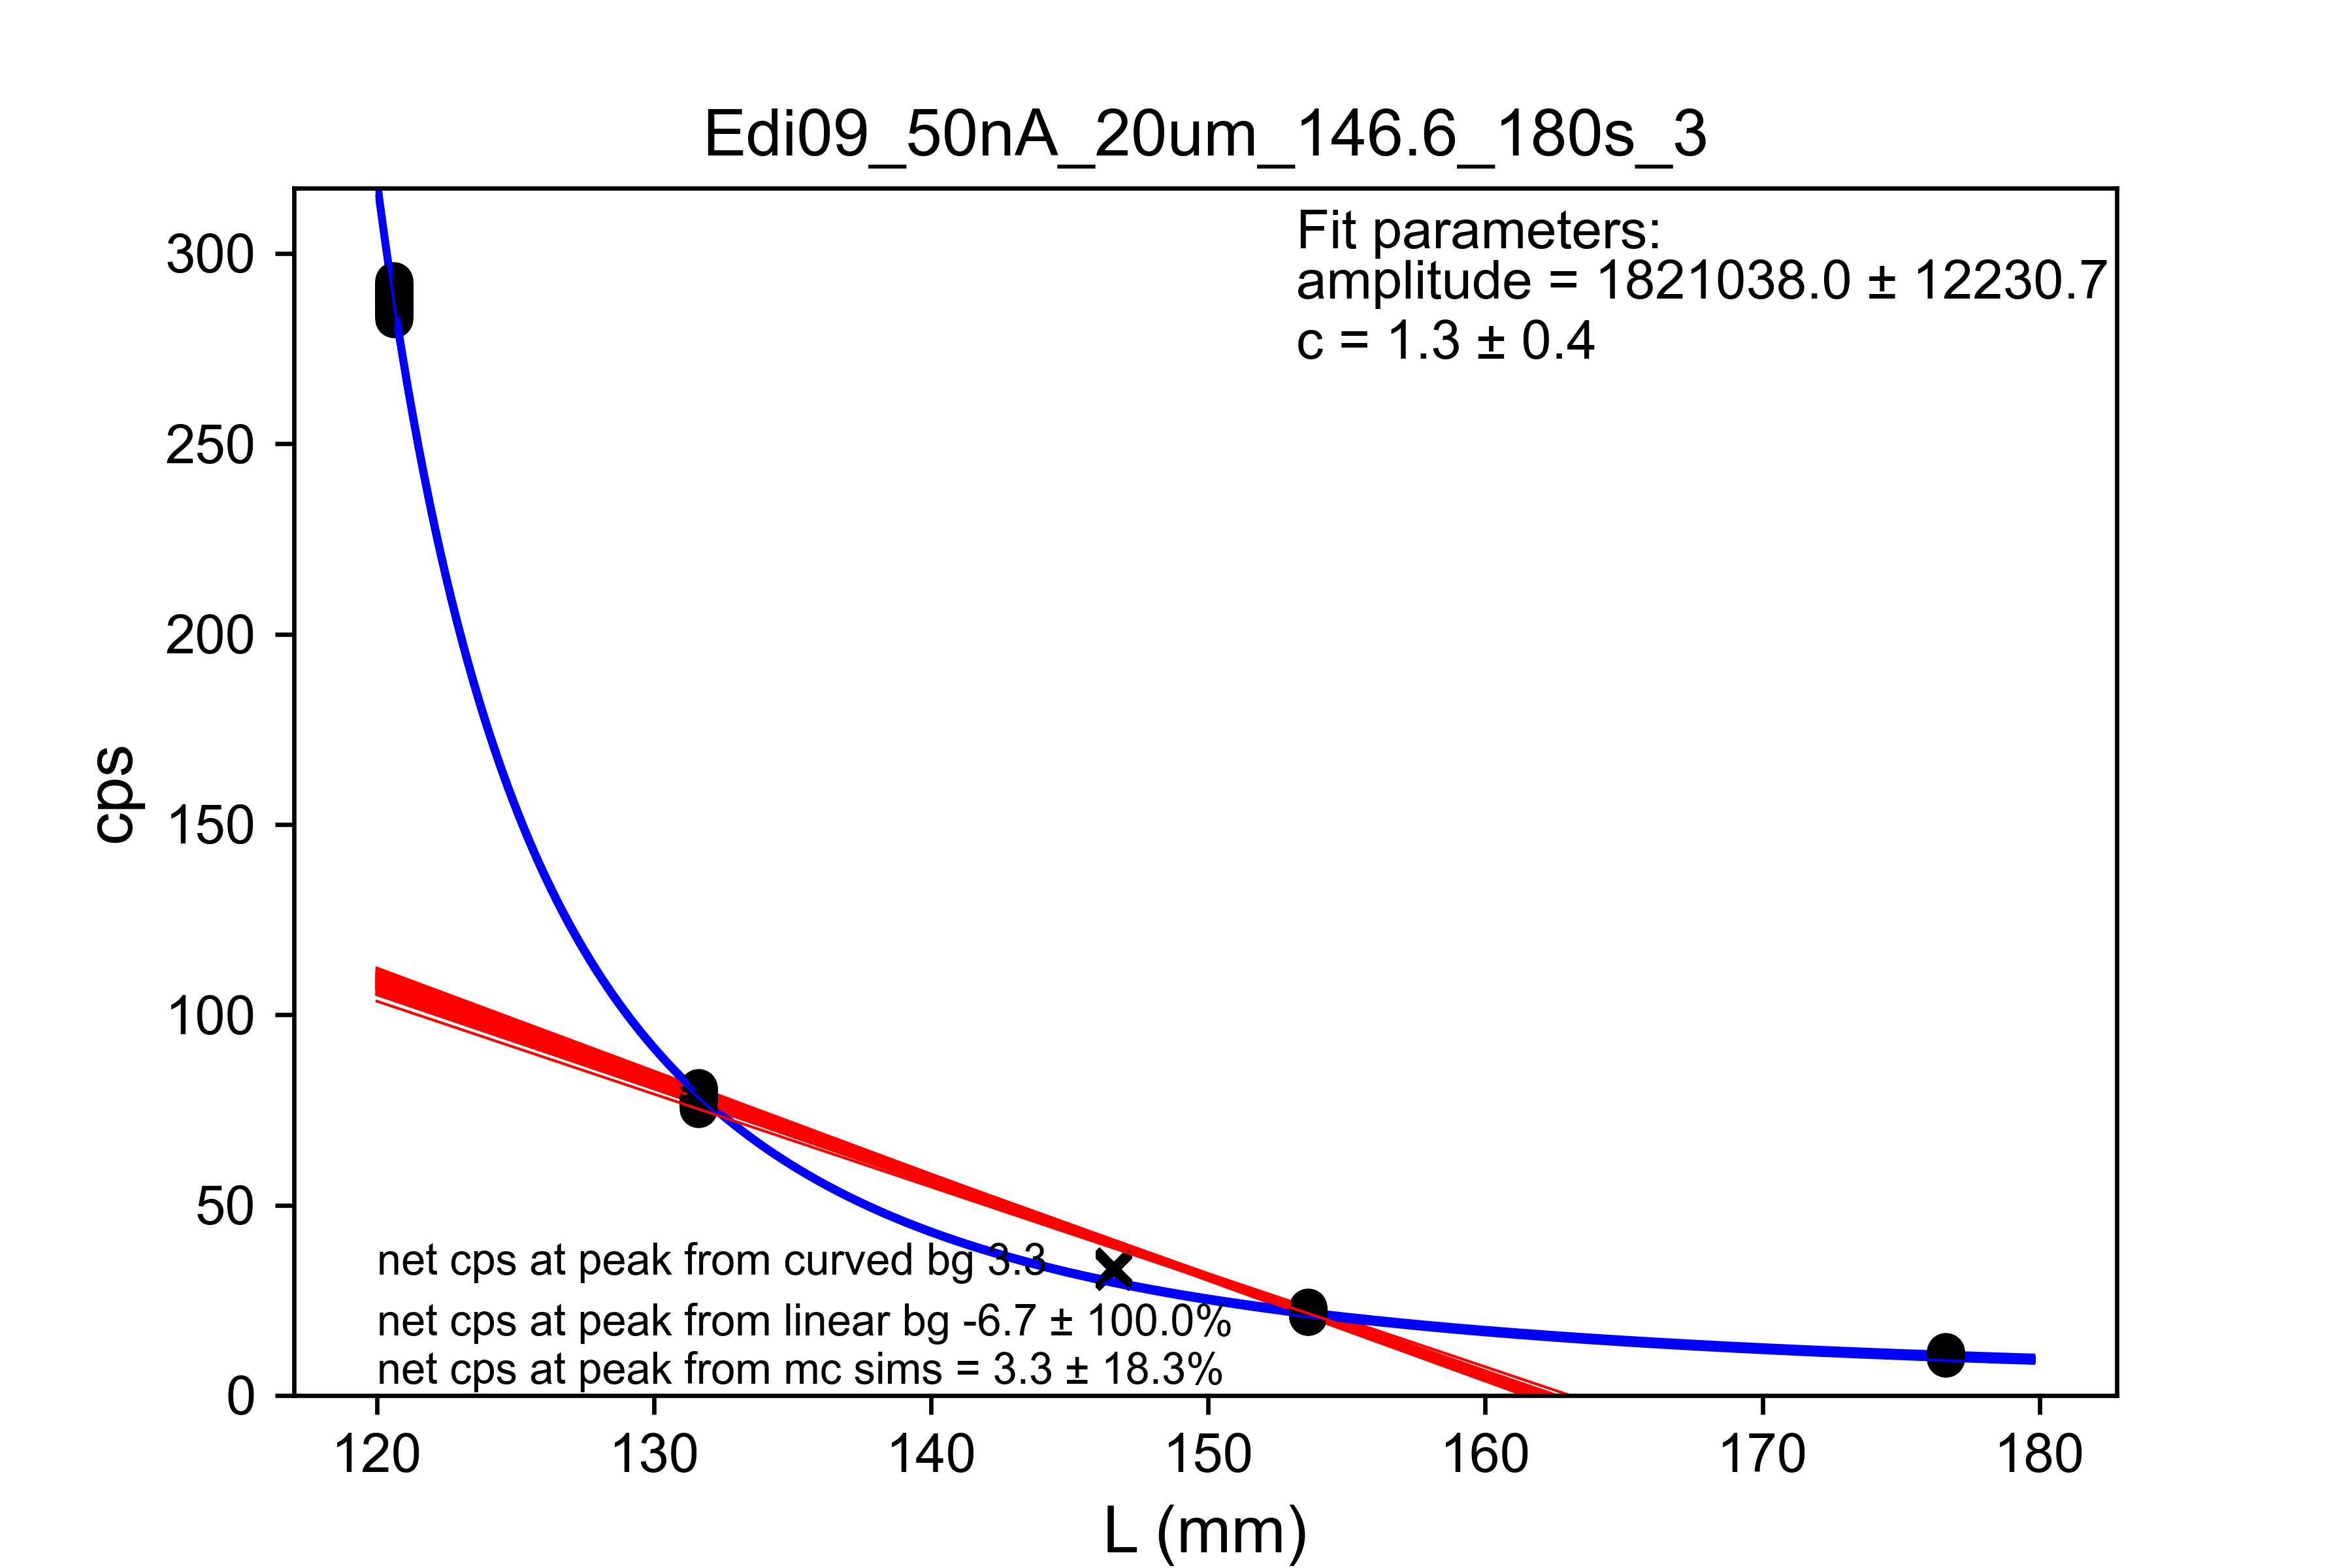 Edi09_50nA_20um_146.6_180s_3
Fit parameters:
amplitude = 1821038.0 ± 12230.7
c = 1.3 ± 0.4
300
250
200
150
100
50
0
cps
net cps at peak from curved bg 3.3
net cps at peak from linear bg -6.7 ± 100.0%
net cps at peak from mc sims = 3.3 ± 18.3%
120 130 140 150 160 170 180
L (mm)